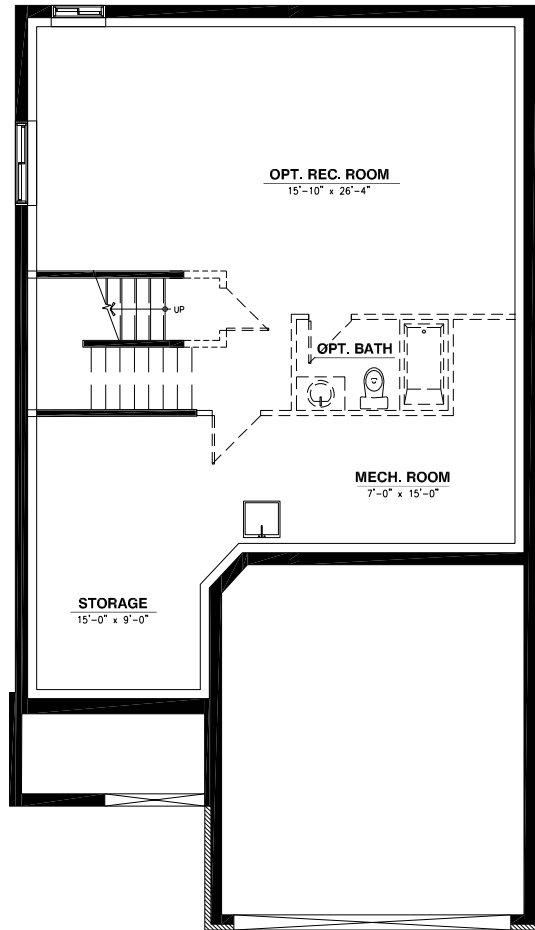 OPT. REC. ROOM
15'-10" x 26'-4"
UP
OPT. BATH
MECH. ROOM
7'-0" x 15'-0"
STORAGE
15'-0" x 9'-0"